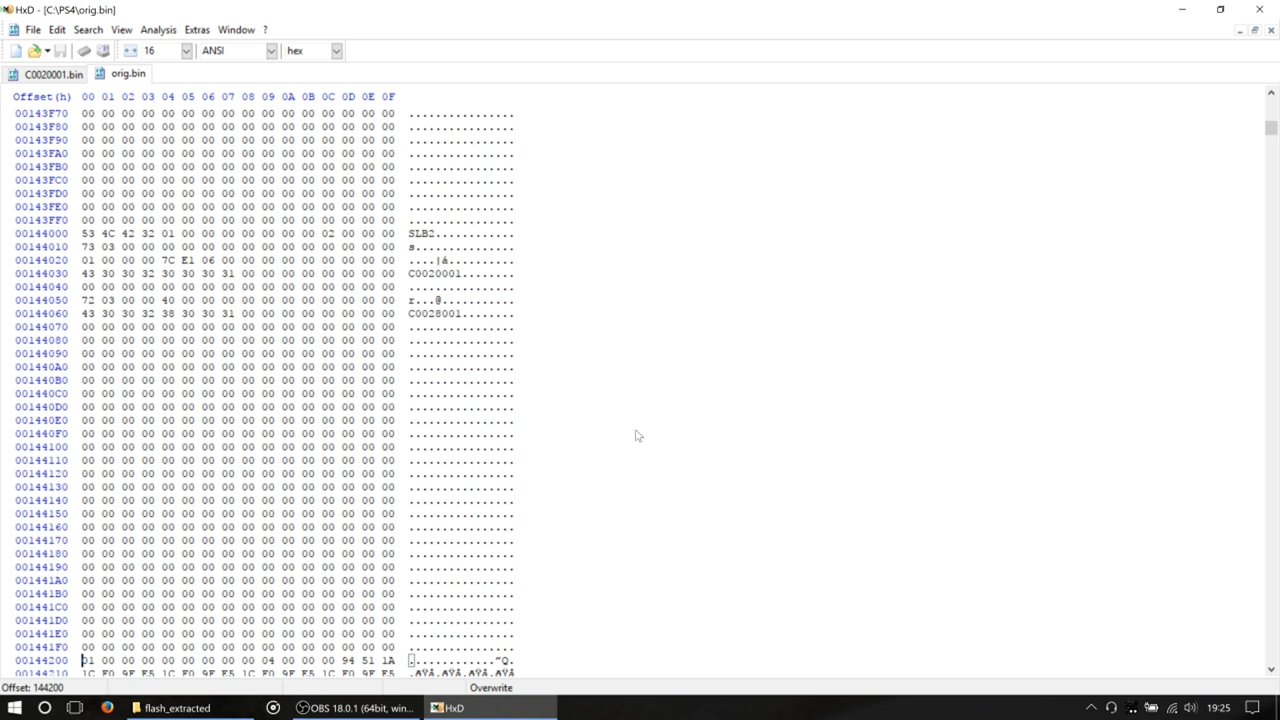 HxD - [C:\PS4\orig.bin]
File Edit Search View Analysis Extras Window ?
16 ANSI hex
C0020001.bin orig.bin
Offset(h) 00 01 02 03 04 05 06 07 08 09 0A 0B 0C 0D 0E 0F
00143F70 00 00 00 00 00 00 00 00 00 00 00 00 00 00 00 00 ................
00143F80 00 00 00 00 00 00 00 00 00 00 00 00 00 00 00 00 ................
00143F90 00 00 00 00 00 00 00 00 00 00 00 00 00 00 00 00 ................
00143FA0 00 00 00 00 00 00 00 00 00 00 00 00 00 00 00 00 ................
00143FB0 00 00 00 00 00 00 00 00 00 00 00 00 00 00 00 00 ................
00143FC0 00 00 00 00 00 00 00 00 00 00 00 00 00 00 00 00 ................
00143FD0 00 00 00 00 00 00 00 00 00 00 00 00 00 00 00 00 ................
00143FE0 00 00 00 00 00 00 00 00 00 00 00 00 00 00 00 00 ................
00143FF0 00 00 00 00 00 00 00 00 00 00 00 00 00 00 00 00 ................
00144000 53 4C 42 32 01 00 00 00 00 00 00 00 02 00 00 00 SLB2............
00144010 73 03 00 00 00 00 00 00 00 00 00 00 00 00 00 00 s...............
00144020 01 00 00 00 7C E1 06 00 00 00 00 00 00 00 00 00 ....|á..........
00144030 43 30 30 32 30 30 30 31 00 00 00 00 00 00 00 00 C0020001........
00144040 00 00 00 00 00 00 00 00 00 00 00 00 00 00 00 00 ................
00144050 72 03 00 00 40 00 00 00 00 00 00 00 00 00 00 00 r...@...........
00144060 43 30 30 32 38 30 30 31 00 00 00 00 00 00 00 00 C0028001........
00144070 00 00 00 00 00 00 00 00 00 00 00 00 00 00 00 00 ................
00144080 00 00 00 00 00 00 00 00 00 00 00 00 00 00 00 00 ................
00144090 00 00 00 00 00 00 00 00 00 00 00 00 00 00 00 00 ................
001440A0 00 00 00 00 00 00 00 00 00 00 00 00 00 00 00 00 ................
001440B0 00 00 00 00 00 00 00 00 00 00 00 00 00 00 00 00 ................
001440C0 00 00 00 00 00 00 00 00 00 00 00 00 00 00 00 00 ................
001440D0 00 00 00 00 00 00 00 00 00 00 00 00 00 00 00 00 ................
001440E0 00 00 00 00 00 00 00 00 00 00 00 00 00 00 00 00 ................
001440F0 00 00 00 00 00 00 00 00 00 00 00 00 00 00 00 00 ................
00144100 00 00 00 00 00 00 00 00 00 00 00 00 00 00 00 00 ................
00144110 00 00 00 00 00 00 00 00 00 00 00 00 00 00 00 00 ................
00144120 00 00 00 00 00 00 00 00 00 00 00 00 00 00 00 00 ................
00144130 00 00 00 00 00 00 00 00 00 00 00 00 00 00 00 00 ................
00144140 00 00 00 00 00 00 00 00 00 00 00 00 00 00 00 00 ................
00144150 00 00 00 00 00 00 00 00 00 00 00 00 00 00 00 00 ................
00144160 00 00 00 00 00 00 00 00 00 00 00 00 00 00 00 00 ................
00144170 00 00 00 00 00 00 00 00 00 00 00 00 00 00 00 00 ................
00144180 00 00 00 00 00 00 00 00 00 00 00 00 00 00 00 00 ................
00144190 00 00 00 00 00 00 00 00 00 00 00 00 00 00 00 00 ................
001441A0 00 00 00 00 00 00 00 00 00 00 00 00 00 00 00 00 ................
001441B0 00 00 00 00 00 00 00 00 00 00 00 00 00 00 00 00 ................
001441C0 00 00 00 00 00 00 00 00 00 00 00 00 00 00 00 00 ................
001441D0 00 00 00 00 00 00 00 00 00 00 00 00 00 00 00 00 ................
001441E0 00 00 00 00 00 00 00 00 00 00 00 00 00 00 00 00 ................
001441F0 00 00 00 00 00 00 00 00 00 00 00 00 00 00 00 00 ................
00144200 01 00 00 00 00 00 00 00 00 04 00 00 00 94 51 1A .............”Q.
00144210 1C F0 9F E5 1C F0 9F E5 1C F0 9F E5 1C F0 9F E5 .ðŸå.ðŸå.ðŸå.ðŸå
Offset: 144200 Overwrite
flash_extracted OBS 18.0.1 (64bit, win... HxD 19:25